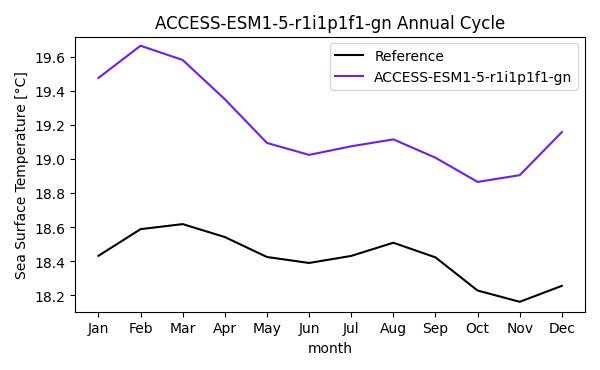 ACCESS-ESM1-5-r1i1p1f1-gn Annual Cycle
Reference
ACCESS-ESM1-5-r1i1p1f1-gn
Sea Surface Temperature [°C]
19.6
19.4
19.2
19.0
18.8
18.6
18.4
18.2
Jan Feb Mar Apr May Jun Jul Aug Sep Oct Nov Dec
month